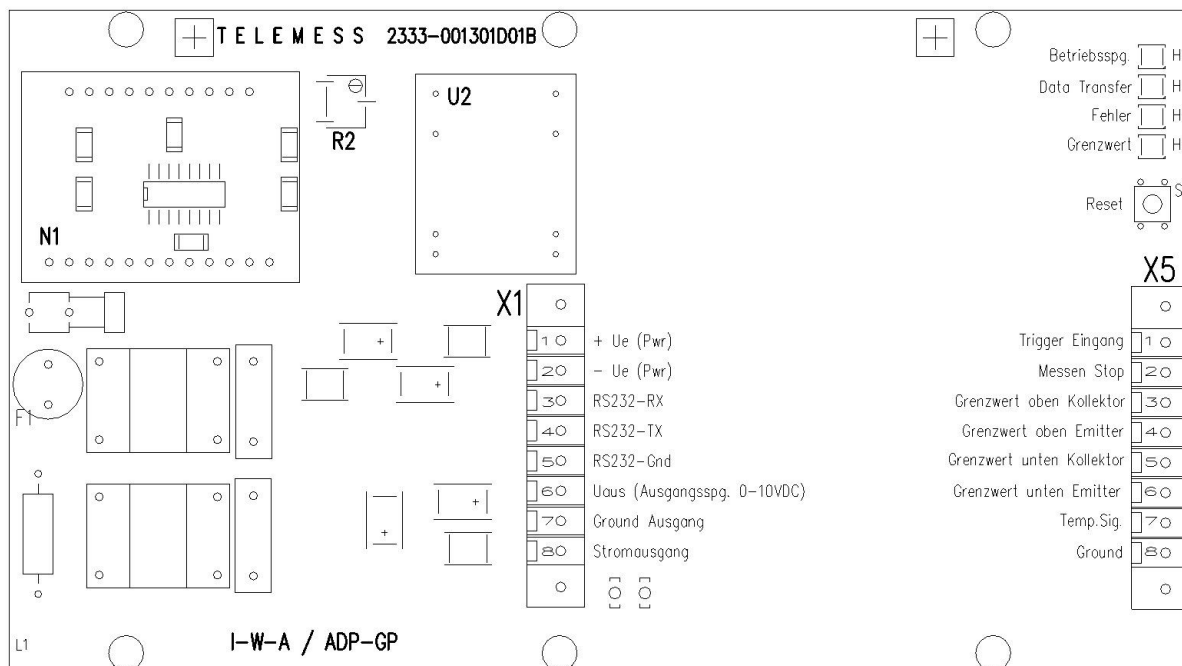 TELEMESS 2333-001301D01B
Betriebsspg. H
Data Transfer H
Fehler H
Grenzwert H
Reset S
U2
R2
N1
X1
1 + Ue (Pwr)
2 - Ue (Pwr)
3 RS232-RX
4 RS232-TX
5 RS232-Gnd
6 Uaus (Ausgangsspg. 0-10VDC)
7 Ground Ausgang
8 Stromausgang
X5
Trigger Eingang 1
Messen Stop 2
Grenzwert oben Kollektor 3
Grenzwert oben Emitter 4
Grenzwert unten Kollektor 5
Grenzwert unten Emitter 6
Temp.Sig. 7
Ground 8
F1
L1
I-W-A / ADP-GP